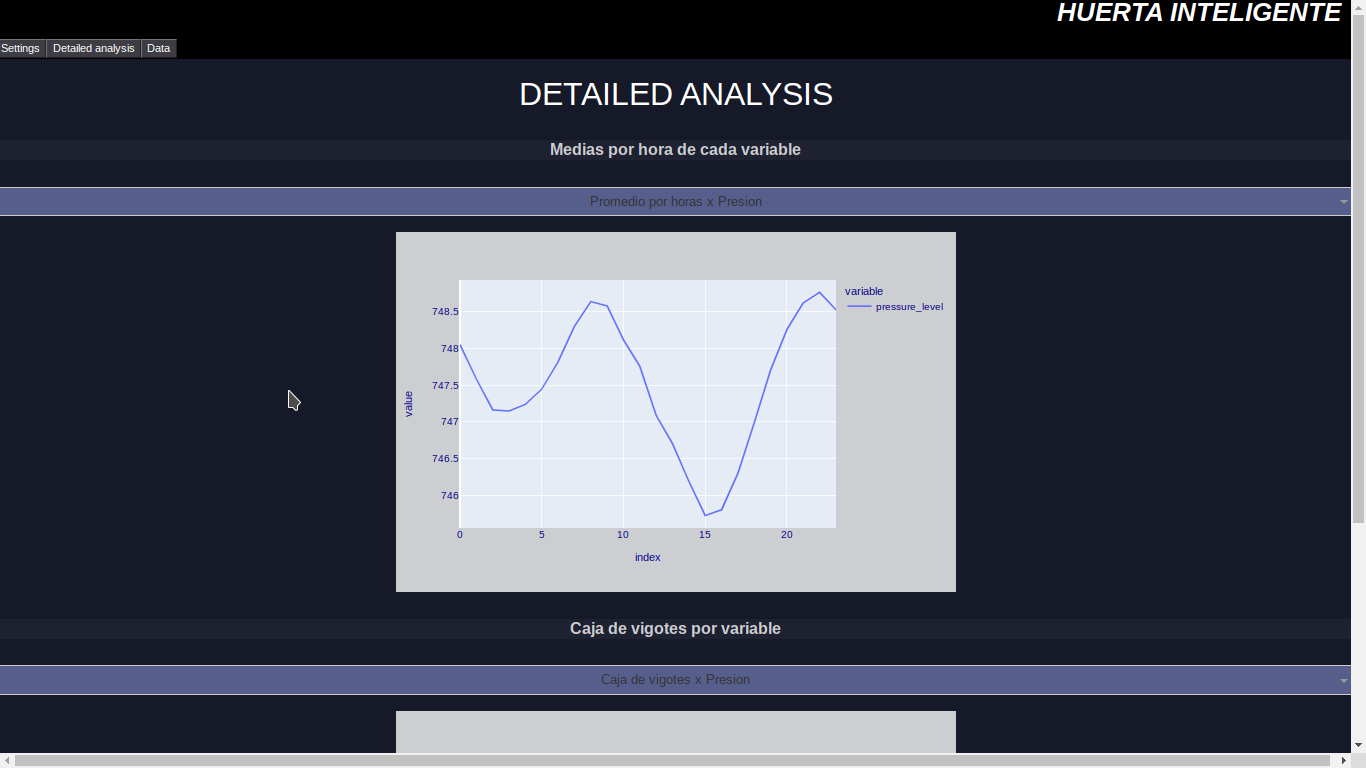 HUERTA INTELIGENTE
Settings Detailed analysis Data
DETAILED ANALYSIS
Medias por hora de cada variable
Promedio por horas x Presion
variable
pressure_level
748.5
748
747.5
747
746.5
746
value
0 5 10 15 20
index
Caja de vigotes por variable
Caja de vigotes x Presion